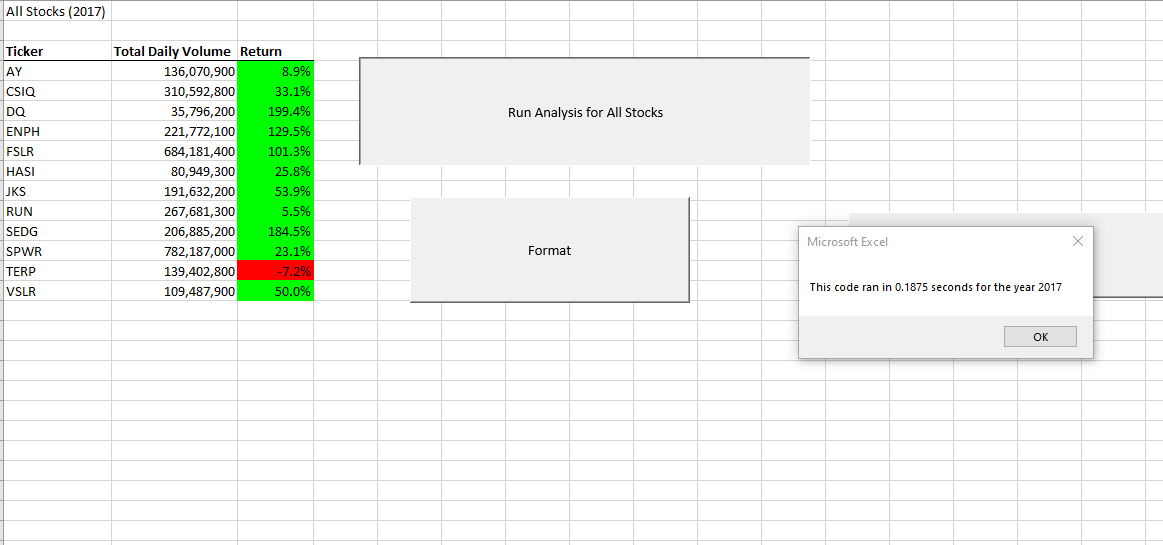 All Stocks (2017)
Ticker Total Daily Volume Return
AY 136,070,900 8.9%
CSIQ 310,592,800 33.1%
DQ 35,796,200 199.4%
ENPH 221,772,100 129.5%
FSLR 684,181,400 101.3%
HASI 80,949,300 25.8%
JKS 191,632,200 53.9%
RUN 267,681,300 5.5%
SEDG 206,885,200 184.5%
SPWR 782,187,000 23.1%
TERP 139,402,800 -7.2%
VSLR 109,487,900 50.0%
Run Analysis for All Stocks
Format
Microsoft Excel
This code ran in 0.1875 seconds for the year 2017
OK